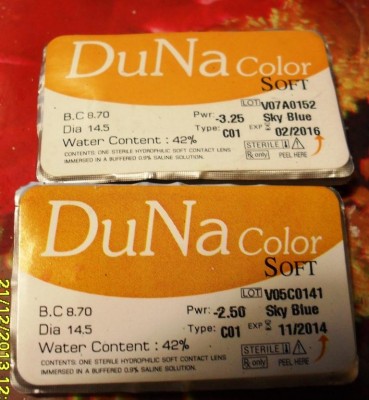 DuNa Color
SOFT
LOT V07A0152
B.C 8.70 Pwr: -3.25 Sky Blue
Dia 14.5 Type: C01 EXP 02/2016
Water Content : 42% STERILE
CONTENTS: ONE STERILE HYDROPHILIC SOFT CONTACT LENS Rx only PEEL HERE
IMMERSED IN A BUFFERED 0.9% SALINE SOLUTION.
DuNa Color
SOFT
LOT V05C0141
B.C 8.70 Pwr: -2.50 Sky Blue
Dia 14.5 Type: C01 EXP 11/2014
Water Content : 42% STERILE
CONTENTS: ONE STERILE HYDROPHILIC SOFT CONTACT LENS Rx only PEEL HERE
IMMERSED IN A BUFFERED 0.9% SALINE SOLUTION.
21/12/2013